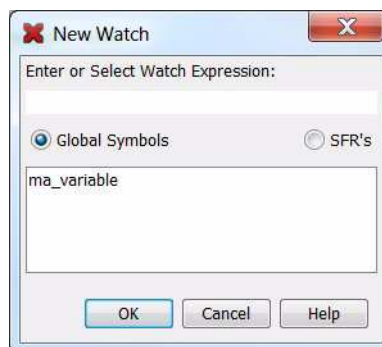 New Watch
Enter or Select Watch Expression:
Global Symbols SFR's
ma_variable
OK Cancel Help